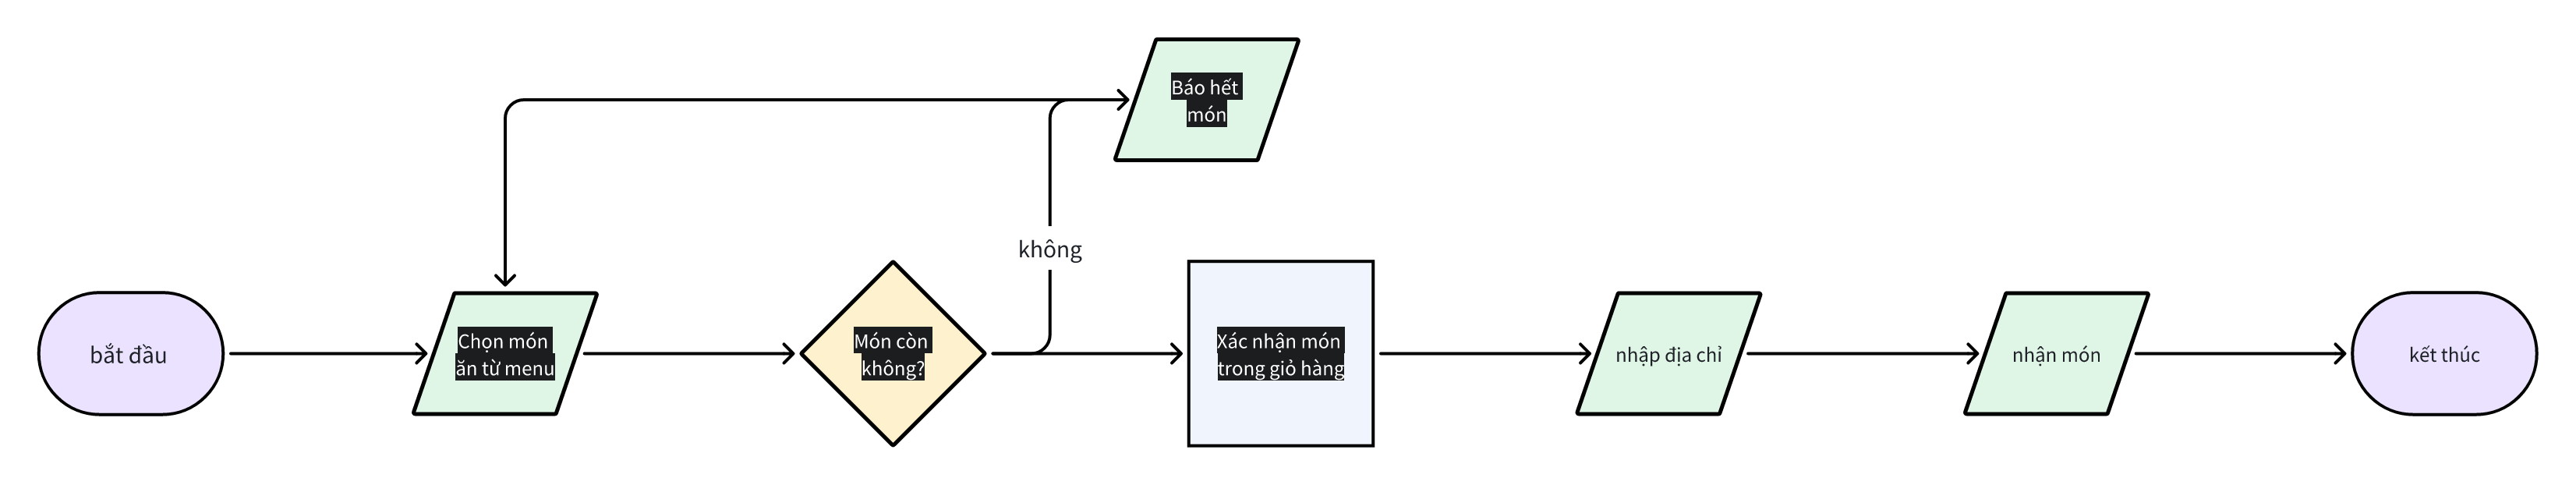 Báo hết
món
không
bắt đầu
Chọn món
ăn từ menu
Món còn
không?
Xác nhận món
trong giỏ hàng
nhập địa chỉ
nhận món
kết thúc